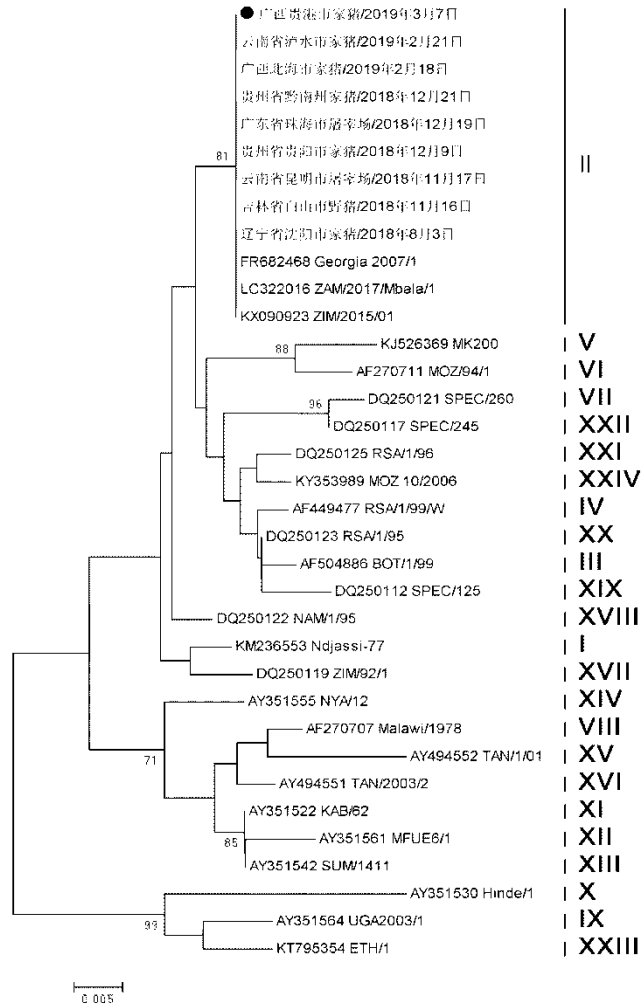 ● 广西贵港市家猪/2019年3月7日
云南省泸水市家猪/2019年2月21日
广西北海市家猪/2019年2月18日
贵州省黔南州家猪/2018年12月21日
广东省珠海市屠宰场/2018年12月19日
81
贵州省贵阳市家猪/2018年12月9日
II
云南省昆明市屠宰场/2018年11月17日
吉林省白山市野猪/2018年11月16日
辽宁省沈阳市家猪/2018年8月3日
FR682468 Georgia 2007/1
LC322016 ZAM/2017/Mbala/1
KX090923 ZIM/2015/01
KJ526369 MK200 V
88
AF270711 MOZ/94/1 VI
DQ250121 SPEC/260 VII
96
DQ250117 SPEC/245 XXII
DQ250125 RSA/1/96 XXI
KY353989 MOZ 10/2006 XXIV
AF449477 RSA/1/99/W IV
DQ250123 RSA/1/95 XX
AF504886 BOT/1/99 III
DQ250112 SPEC/125 XIX
DQ250122 NAM/1/95 XVIII
KM236553 Ndjassi-77 I
DQ250119 ZIM/92/1 XVII
AY351555 NYA/12 XIV
AF270707 Malawi/1978 VIII
71
AY494552 TAN/1/01 XV
AY494551 TAN/2003/2 XVI
AY351522 KAB/62 XI
AY351561 MFUE6/1 XII
85
AY351542 SUM/1411 XIII
AY351530 Hinde/1 X
99
AY351564 UGA2003/1 IX
KT795354 ETH/1 XXIII
0.005